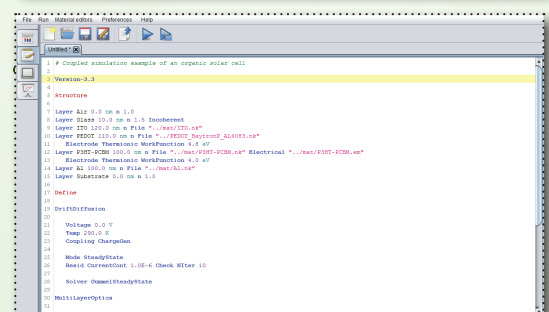 File Run Material editors Preferences Help
Untitled *
1 # Coupled simulation example of an organic solar cell
2
3 Version-3.3
4
5 Structure
6
7 Layer Air 0.0 nm n 1.0
8 Layer Glass 10.0 nm n 1.5 Incoherent
9 Layer ITO 120.0 nm n File "../mat/ITO.nk"
10 Layer PEDOT 110.0 nm n File "../PEDOT_BaytronP_AL4083.nk"
11 Electrode Thermionic WorkFunction 4.8 eV
12 Layer P3HT-PCBM 100.0 nm n File "../mat/P3HT-PCBM.nk" Electrical "../mat/P3HT-PCBM.em"
13 Electrode Thermionic WorkFunction 4.0 eV
14 Layer Al 100.0 nm n File "../mat/Al.nk"
15 Layer Substrate 0.0 nm n 1.0
16
17 Define
18
19 DriftDiffusion
20
21 Voltage 0.0 V
22 Temp 290.0 K
23 Coupling ChargeGen
24
25 Mode SteadyState
26 Resid CurrentCont 1.0E-6 Check NIter 10
27
28 Solver GummelSteadyState
29
30 MultiLayerOptics
31